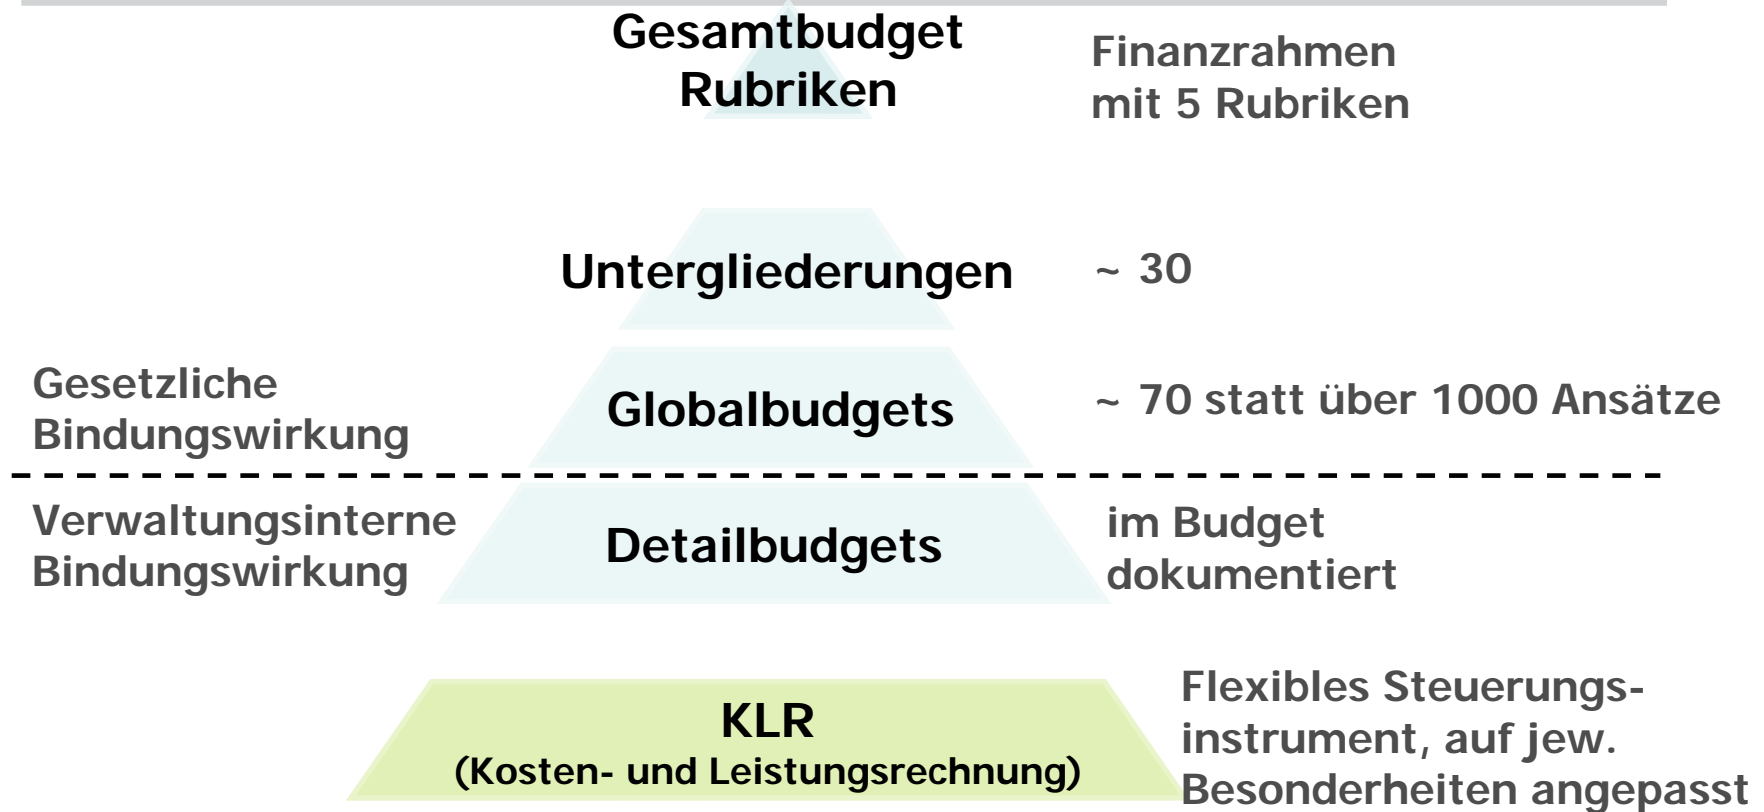 Gesamtbudget
Rubriken
Finanzrahmen
mit 5 Rubriken
Untergliederungen
~ 30
Gesetzliche
Bindungswirkung
Globalbudgets
~ 70 statt über 1000 Ansätze
Verwaltungsinterne
Bindungswirkung
Detailbudgets
im Budget
dokumentiert
KLR
(Kosten- und Leistungsrechnung)
Flexibles Steuerungs-
instrument, auf jew.
Besonderheiten angepasst